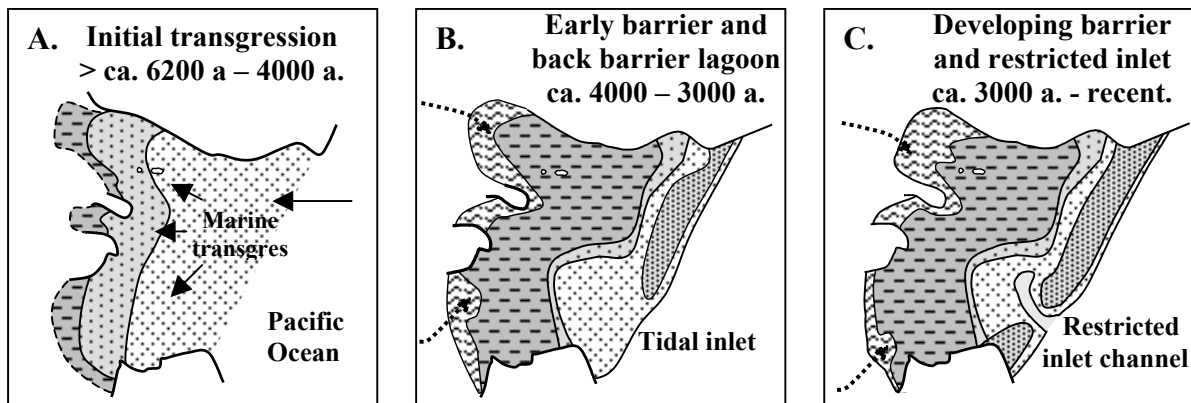 A.
Initial transgression
> ca. 6200 a – 4000 a.
Marine
transgres
Pacific
Ocean
B.
Early barrier and
back barrier lagoon
ca. 4000 – 3000 a.
Tidal inlet
C.
Developing barrier
and restricted inlet
ca. 3000 a. - recent.
Restricted
inlet channel